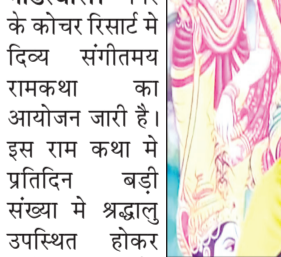 के कोचर रिसार्ट मे
दिव्य संगीतमय
रामकथा का
आयोजन जारी है।
इस राम कथा मे
प्रतिदिन बड़ी
संख्या मे श्रद्धालु
उपस्थित होकर